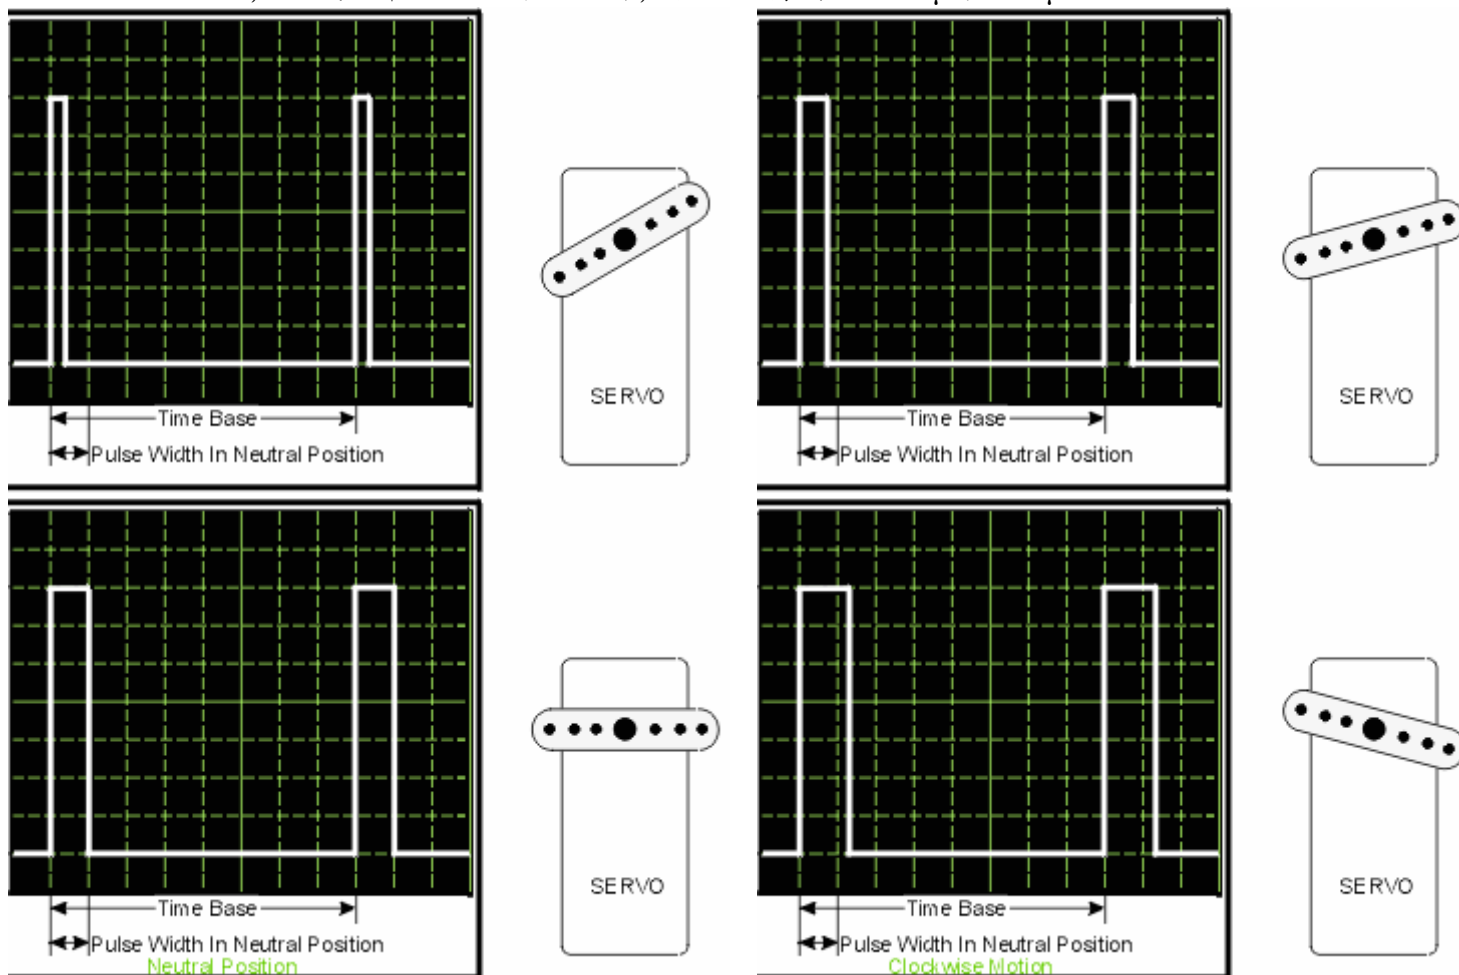 SERVO
Time Base
Pulse Width In Neutral Position
SERVO
Time Base
Pulse Width In Neutral Position
SERVO
Time Base
Pulse Width In Neutral Position
Neutral Position
SERVO
Time Base
Pulse Width In Neutral Position
Clockwise Motion